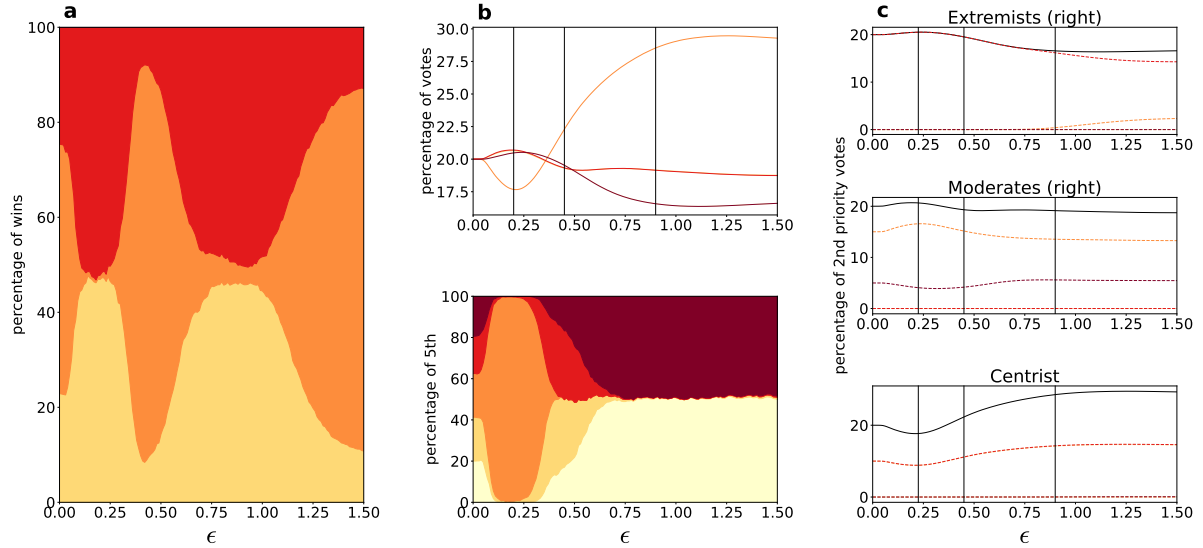 a
100
80
60
40
20
0
percentage of wins
0.00 0.25 0.50 0.75 1.00 1.25 1.50
ϵ
b
30.0
27.5
25.0
22.5
20.0
17.5
percentage of votes
0.00 0.25 0.50 0.75 1.00 1.25 1.50
100
80
60
40
20
0
percentage of 5th
0.00 0.25 0.50 0.75 1.00 1.25 1.50
ϵ
c
percentage of 2nd priority votes
Extremists (right)
20
10
0
0.00 0.25 0.50 0.75 1.00 1.25 1.50
Moderates (right)
20
10
0
0.00 0.25 0.50 0.75 1.00 1.25 1.50
Centrist
20
0
0.00 0.25 0.50 0.75 1.00 1.25 1.50
ϵ